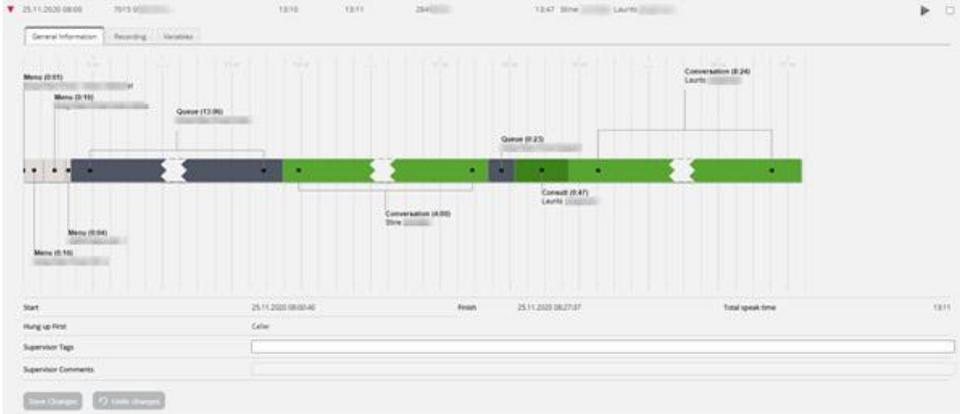 25.11.2020 08:00 7015 13:10 13:11 13:47 Stine Laurits
General Information Recording Variables
Menu (0:01)
Menu (0:10)
Queue (13:06)
Conversation (8:24)
Laurits
Queue (0:23)
Conversation (4:00)
Stine
Consult (0:47)
Laurits
Menu (0:04)
Menu (0:16)
Start 25.11.2020 08:00:40 Finish 25.11.2020 08:27:37 Total speak time 13:11
Hung up First Caller
Supervisor Tags
Supervisor Comments
Save Changes Undo changes